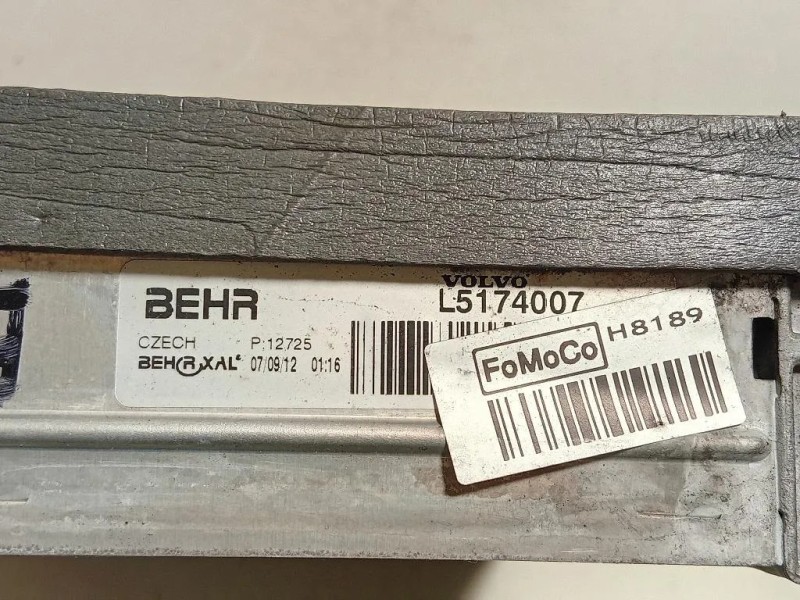 BEHR
VOLVO
L5174007
CZECH P:12725
BEHR XAL 07/09/12 01:16
FoMoCo H8189